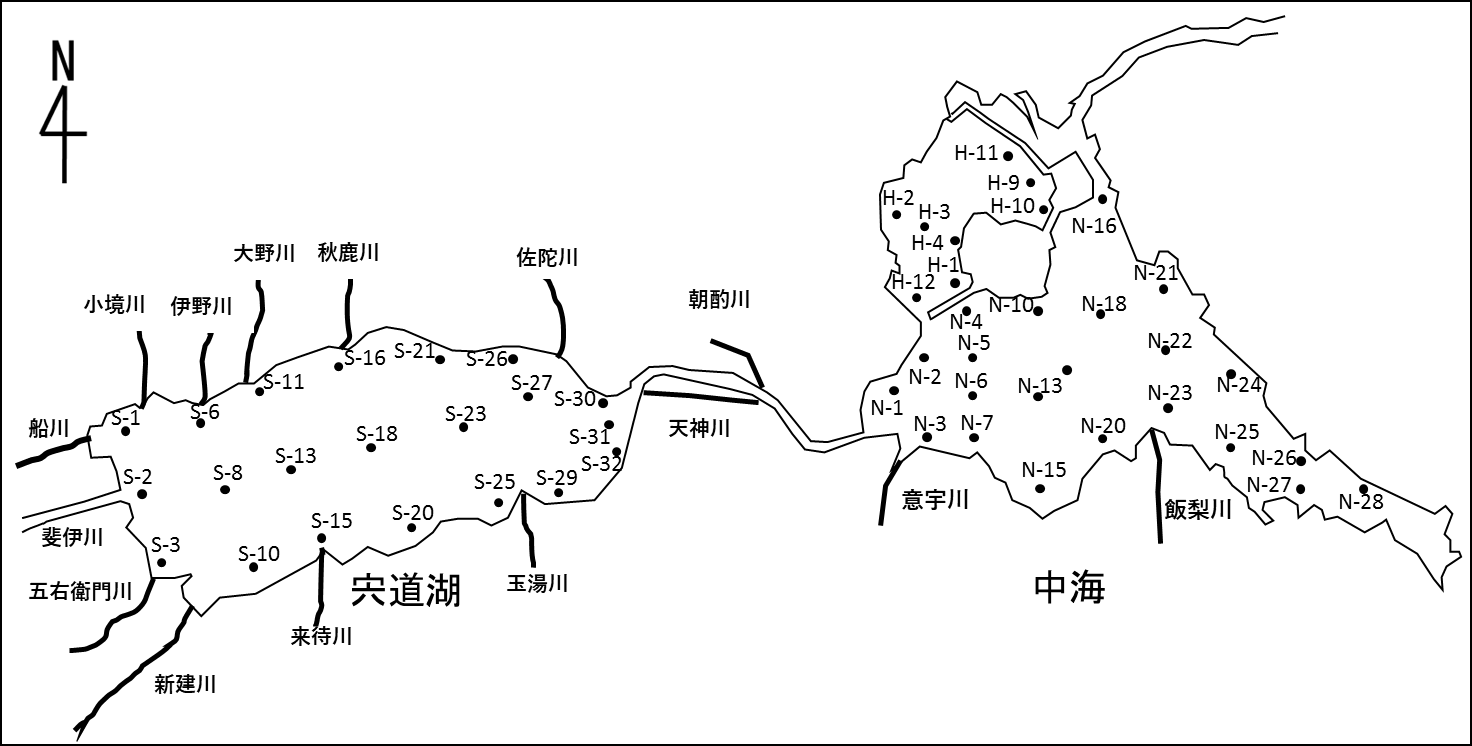 N
H-11
H-9
H-2
H-10
H-3
N-16
大野川
秋鹿川
佐陀川
H-4
H-1
N-21
H-12
小境川
伊野川
朝酌川
N-10
N-18
N-4
N-5
N-22
S-16
S-21
S-26
N-2
S-11
S-27
N-6
N-13
N-24
S-30
N-1
N-23
S-1
S-6
S-23
船川
天神川
S-18
S-31
N-3
N-7
N-20
N-25
S-13
S-32
N-26
S-2
S-8
S-25
S-29
N-15
N-27
N-28
意宇川
飯梨川
S-15
S-20
斐伊川
S-3
S-10
五右衛門川
宍道湖
玉湯川
中海
来待川
新建川